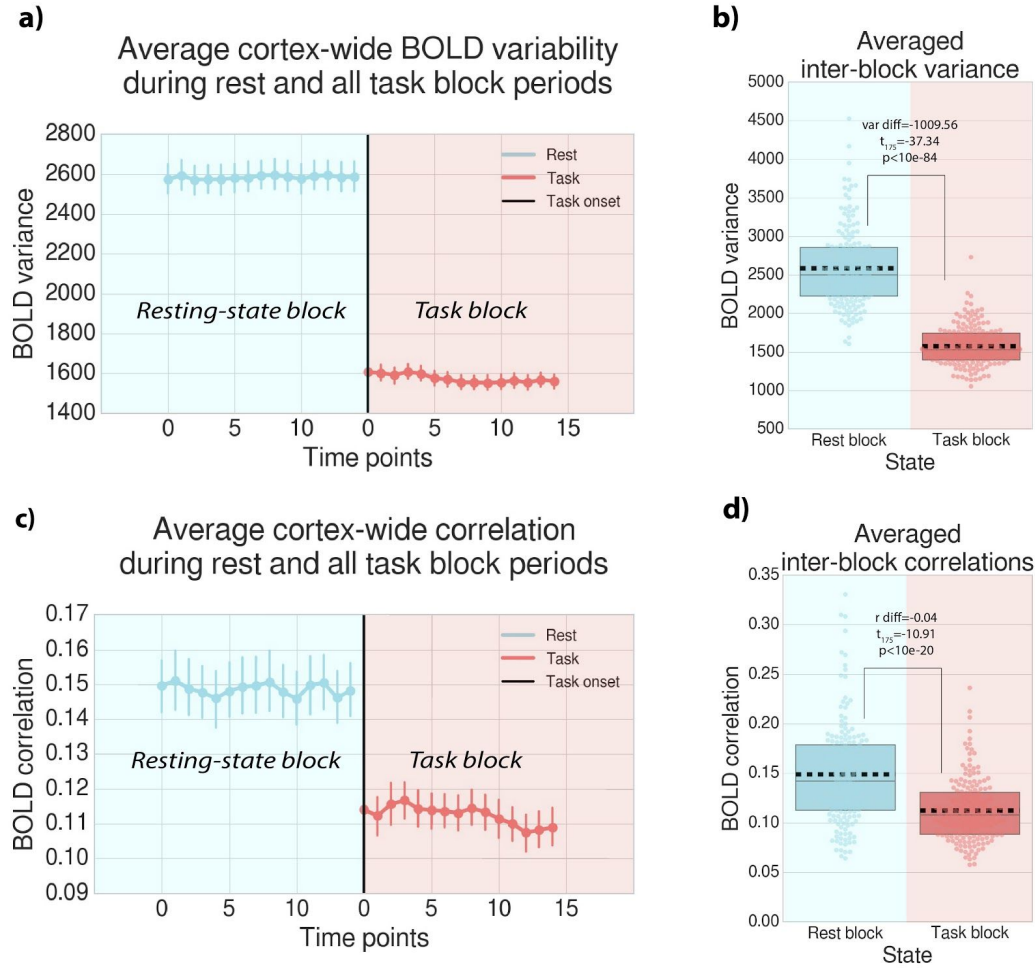 a)
Average cortex-wide BOLD variability
during rest and all task block periods
BOLD variance
2800
2600
2400
2200
2000
1800
1600
1400
Rest
Task
Task onset
Resting-state block
Task block
0 5 10 0 5 10 15
Time points
b)
Averaged
inter-block variance
BOLD variance
5000
4500
4000
3500
3000
2500
2000
1500
1000
500
var diff=-1009.56
t175=-37.34
p<10e-84
Rest block Task block
State
c)
Average cortex-wide correlation
during rest and all task block periods
BOLD correlation
0.17
0.16
0.15
0.14
0.13
0.12
0.11
0.10
0.09
Rest
Task
Task onset
Resting-state block
Task block
0 5 10 0 5 10 15
Time points
d)
Averaged
inter-block correlations
BOLD correlation
0.35
0.30
0.25
0.20
0.15
0.10
0.05
0.00
r diff=-0.04
t175=-10.91
p<10e-20
Rest block Task block
State